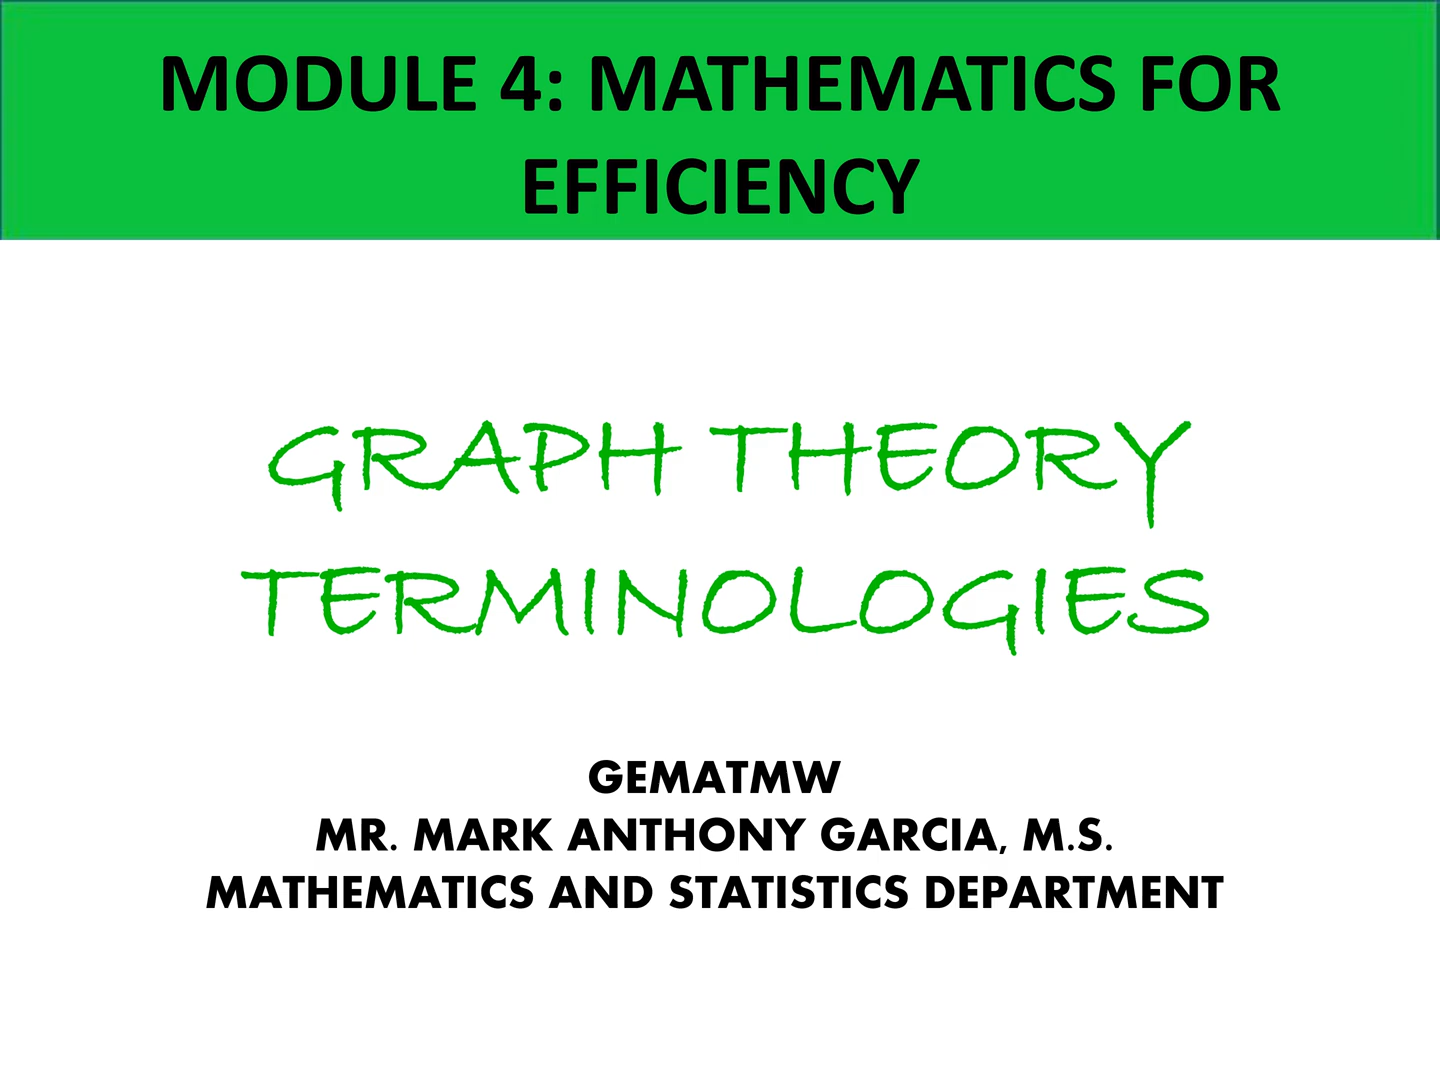 MODULE 4: MATHEMATICS FOR
EFFICIENCY
GRAPH THEORY
TERMINOLOGIES
GEMATMW
MR. MARK ANTHONY GARCIA, M.S.
MATHEMATICS AND STATISTICS DEPARTMENT